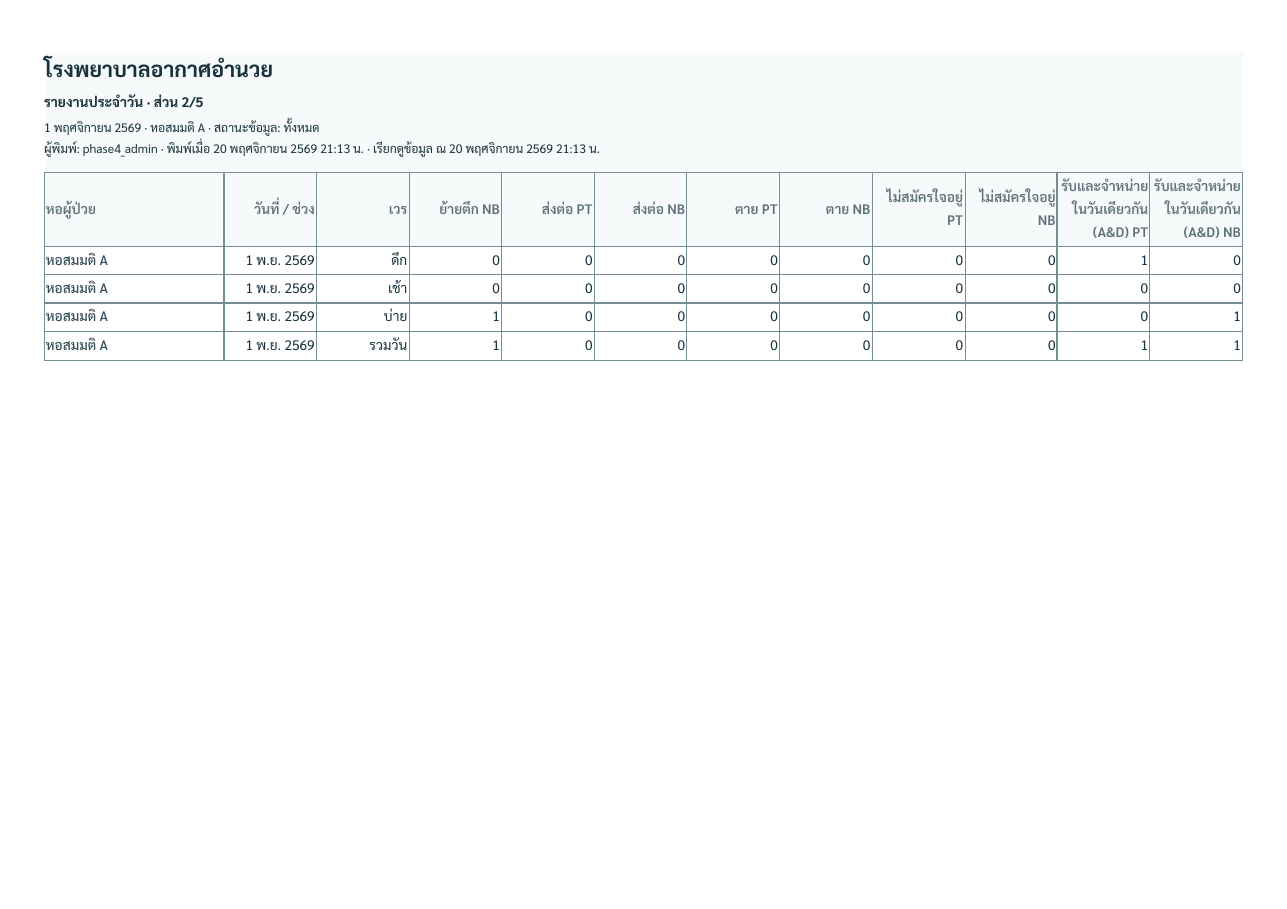 โรงพยาบาลอากาศอำนวย
รายงานประจำวัน · ส่วน 2/5
1 พฤศจิกายน 2569 · หอสมมติ A · สถานะข้อมูล: ทั้งหมด
ผู้พิมพ์: phase4_admin · พิมพ์เมื่อ 20 พฤศจิกายน 2569 21:13 น. · เรียกดูข้อมูล ณ 20 พฤศจิกายน 2569 21:13 น.
หอผู้ป่วย วันที่ / ช่วง เวร ย้ายตึก NB ส่งต่อ PT ส่งต่อ NB ตาย PT ตาย NB ไม่สมัครใจอยู่ PT ไม่สมัครใจอยู่ NB รับและจำหน่ายในวันเดียวกัน (A&D) PT รับและจำหน่ายในวันเดียวกัน (A&D) NB
หอสมมติ A 1 พ.ย. 2569 ดึก 0 0 0 0 0 0 0 1 0
หอสมมติ A 1 พ.ย. 2569 เช้า 0 0 0 0 0 0 0 0 0
หอสมมติ A 1 พ.ย. 2569 บ่าย 1 0 0 0 0 0 0 0 1
หอสมมติ A 1 พ.ย. 2569 รวมวัน 1 0 0 0 0 0 0 1 1